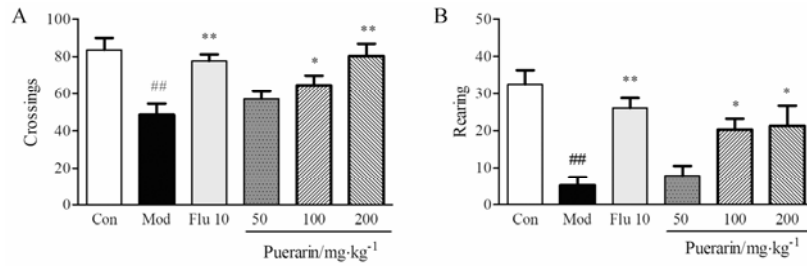 A
Crossings
100
80
60
40
20
0
##
**
*
**
Con Mod Flu 10 50 100 200
Puerarin/mg·kg⁻¹
B
Rearing
50
40
30
20
10
0
##
**
*
*
Con Mod Flu 10 50 100 200
Puerarin/mg·kg⁻¹